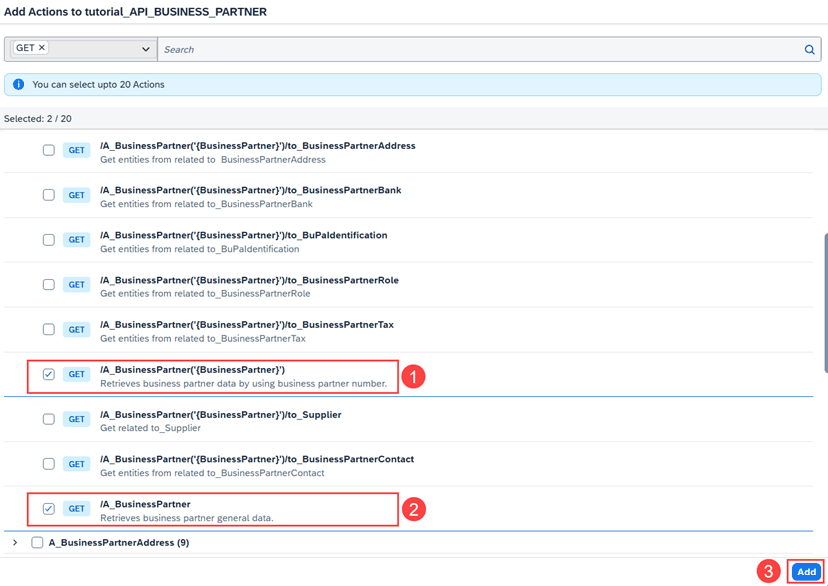 Add Actions to tutorial_API_BUSINESS_PARTNER
GET ✕ Search
You can select upto 20 Actions
Selected: 2 / 20
GET /A_BusinessPartner('{BusinessPartner}')/to_BusinessPartnerAddress
Get entities from related to_BusinessPartnerAddress
GET /A_BusinessPartner('{BusinessPartner}')/to_BusinessPartnerBank
Get entities from related to_BusinessPartnerBank
GET /A_BusinessPartner('{BusinessPartner}')/to_BuPaIdentification
Get entities from related to_BuPaIdentification
GET /A_BusinessPartner('{BusinessPartner}')/to_BusinessPartnerRole
Get entities from related to_BusinessPartnerRole
GET /A_BusinessPartner('{BusinessPartner}')/to_BusinessPartnerTax
Get entities from related to_BusinessPartnerTax
GET /A_BusinessPartner('{BusinessPartner}')
Retrieves business partner data by using business partner number.
1
GET /A_BusinessPartner('{BusinessPartner}')/to_Supplier
Get related to_Supplier
GET /A_BusinessPartner('{BusinessPartner}')/to_BusinessPartnerContact
Get entities from related to_BusinessPartnerContact
GET /A_BusinessPartner
Retrieves business partner general data.
2
A_BusinessPartnerAddress (9)
3 Add